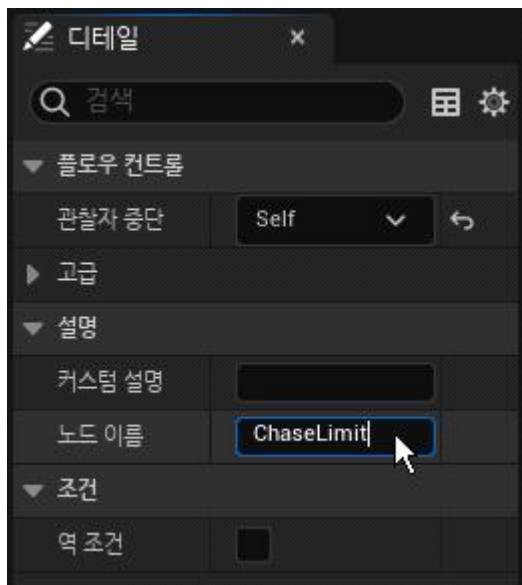 디테일
검색
플로우 컨트롤
관찰자 중단 Self
고급
설명
커스텀 설명
노드 이름 ChaseLimit
조건
역 조건